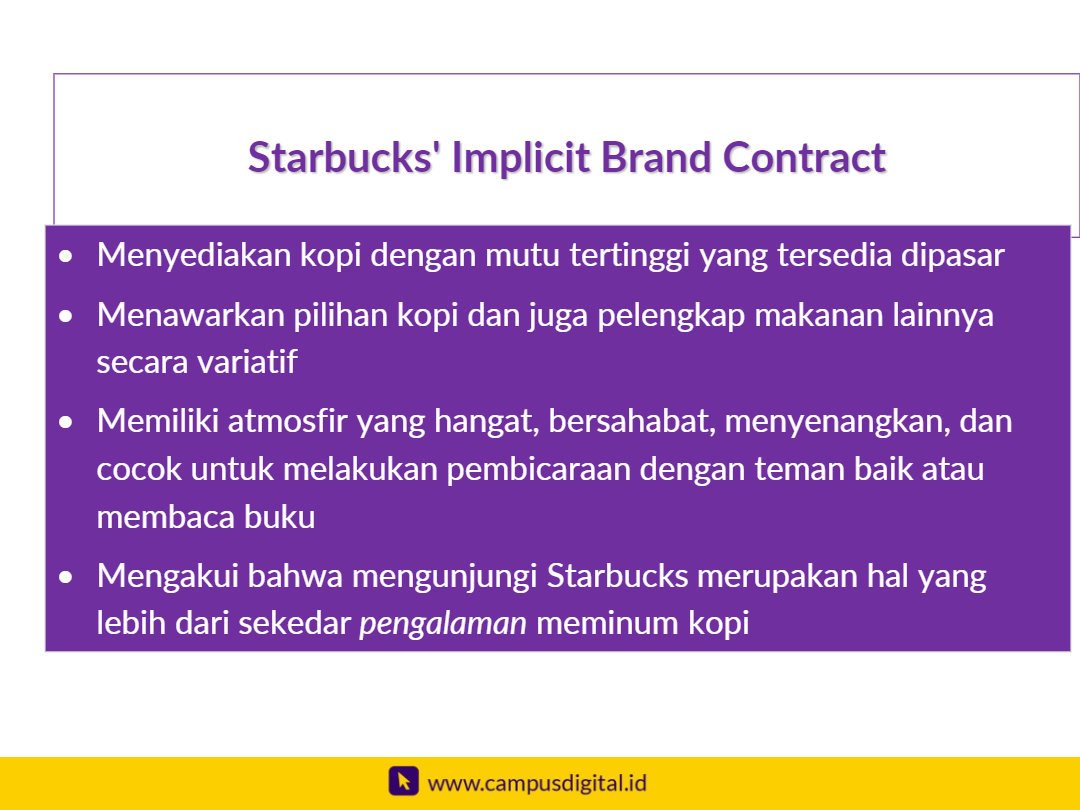 Starbucks' Implicit Brand Contract
• Menyediakan kopi dengan mutu tertinggi yang tersedia dipasar
• Menawarkan pilihan kopi dan juga pelengkap makanan lainnya
secara variatif
• Memiliki atmosfir yang hangat, bersahabat, menyenangkan, dan
cocok untuk melakukan pembicaraan dengan teman baik atau
membaca buku
• Mengakui bahwa mengunjungi Starbucks merupakan hal yang
lebih dari sekedar pengalaman meminum kopi
www.campusdigital.id